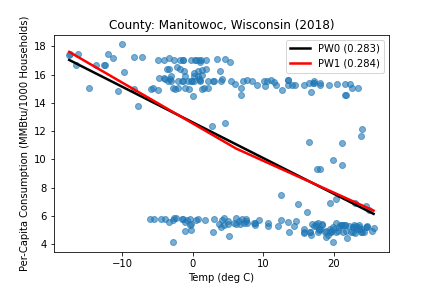 County: Manitowoc, Wisconsin (2018)
PW0 (0.283)
PW1 (0.284)
Per-Capita Consumption (MMBtu/1000 Households)
18
16
14
12
10
8
6
4
−10
0
10
20
Temp (deg C)